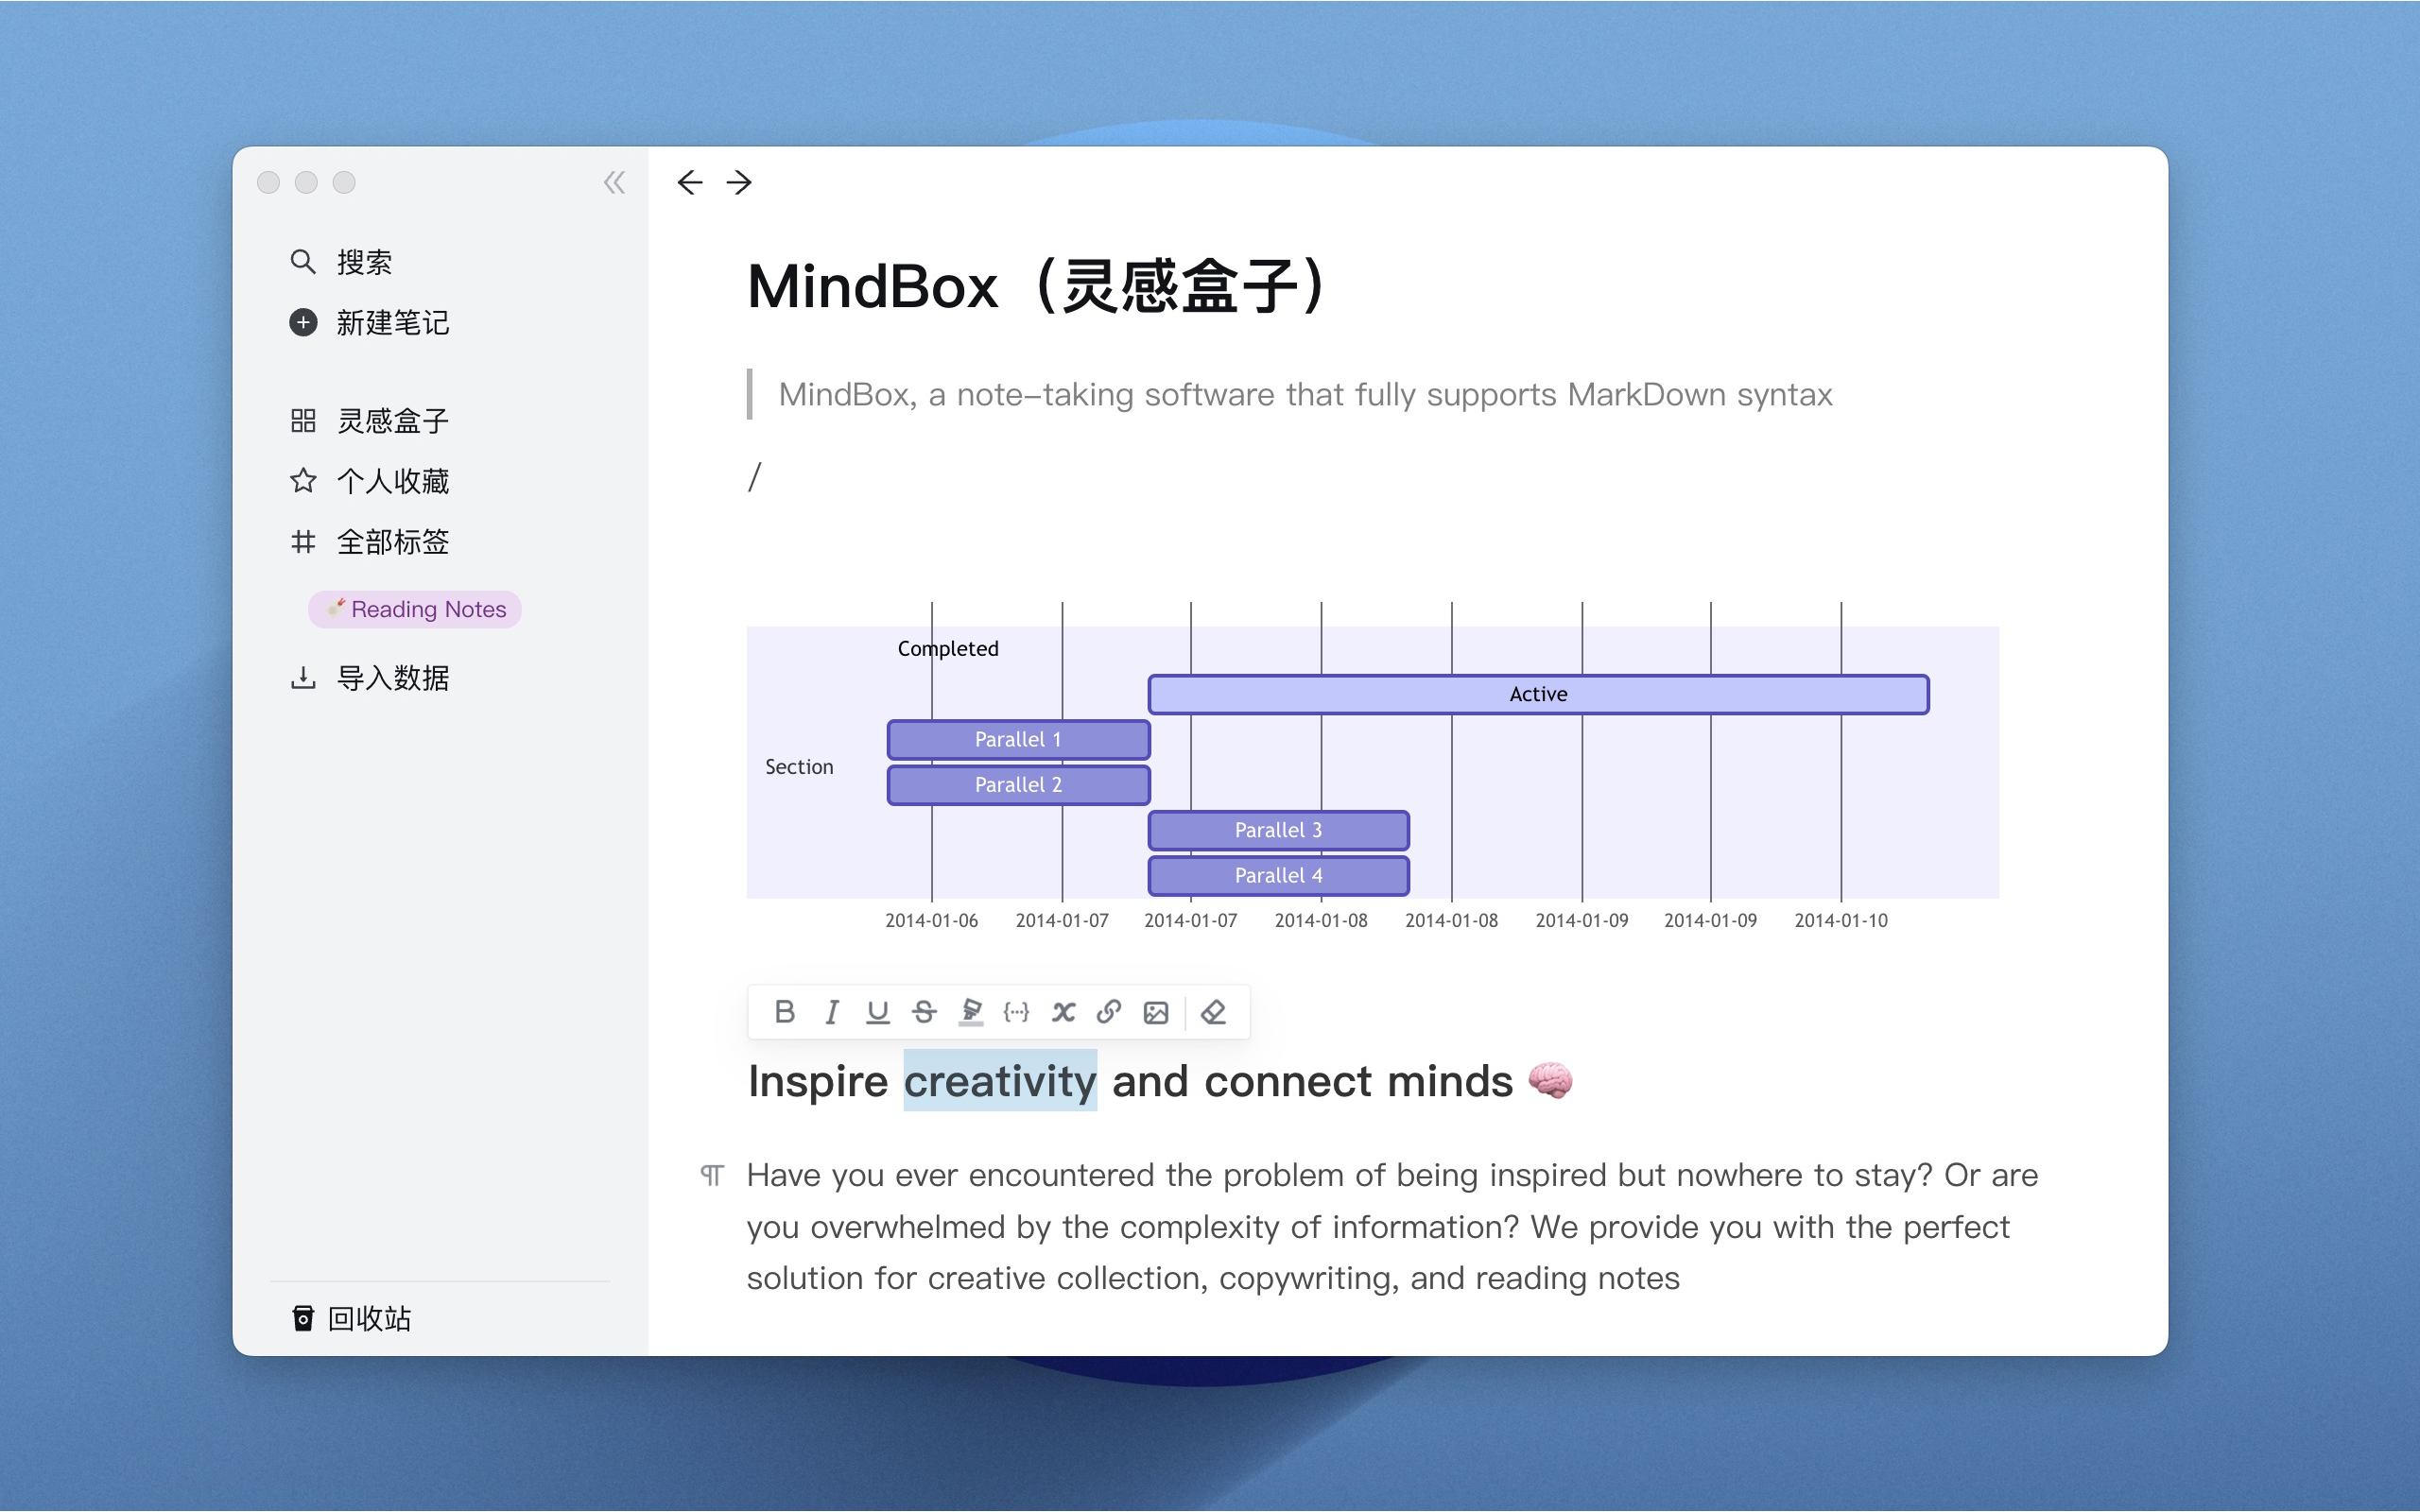 搜索
新建笔记
灵感盒子
个人收藏
全部标签
Reading Notes
导入数据
回收站
MindBox（灵感盒子）
MindBox, a note-taking software that fully supports MarkDown syntax
/
Completed
Active
Parallel 1
Section
Parallel 2
Parallel 3
Parallel 4
2014-01-06 2014-01-07 2014-01-07 2014-01-08 2014-01-08 2014-01-09 2014-01-09 2014-01-10
Inspire creativity and connect minds 🧠
Have you ever encountered the problem of being inspired but nowhere to stay? Or are
you overwhelmed by the complexity of information? We provide you with the perfect
solution for creative collection, copywriting, and reading notes